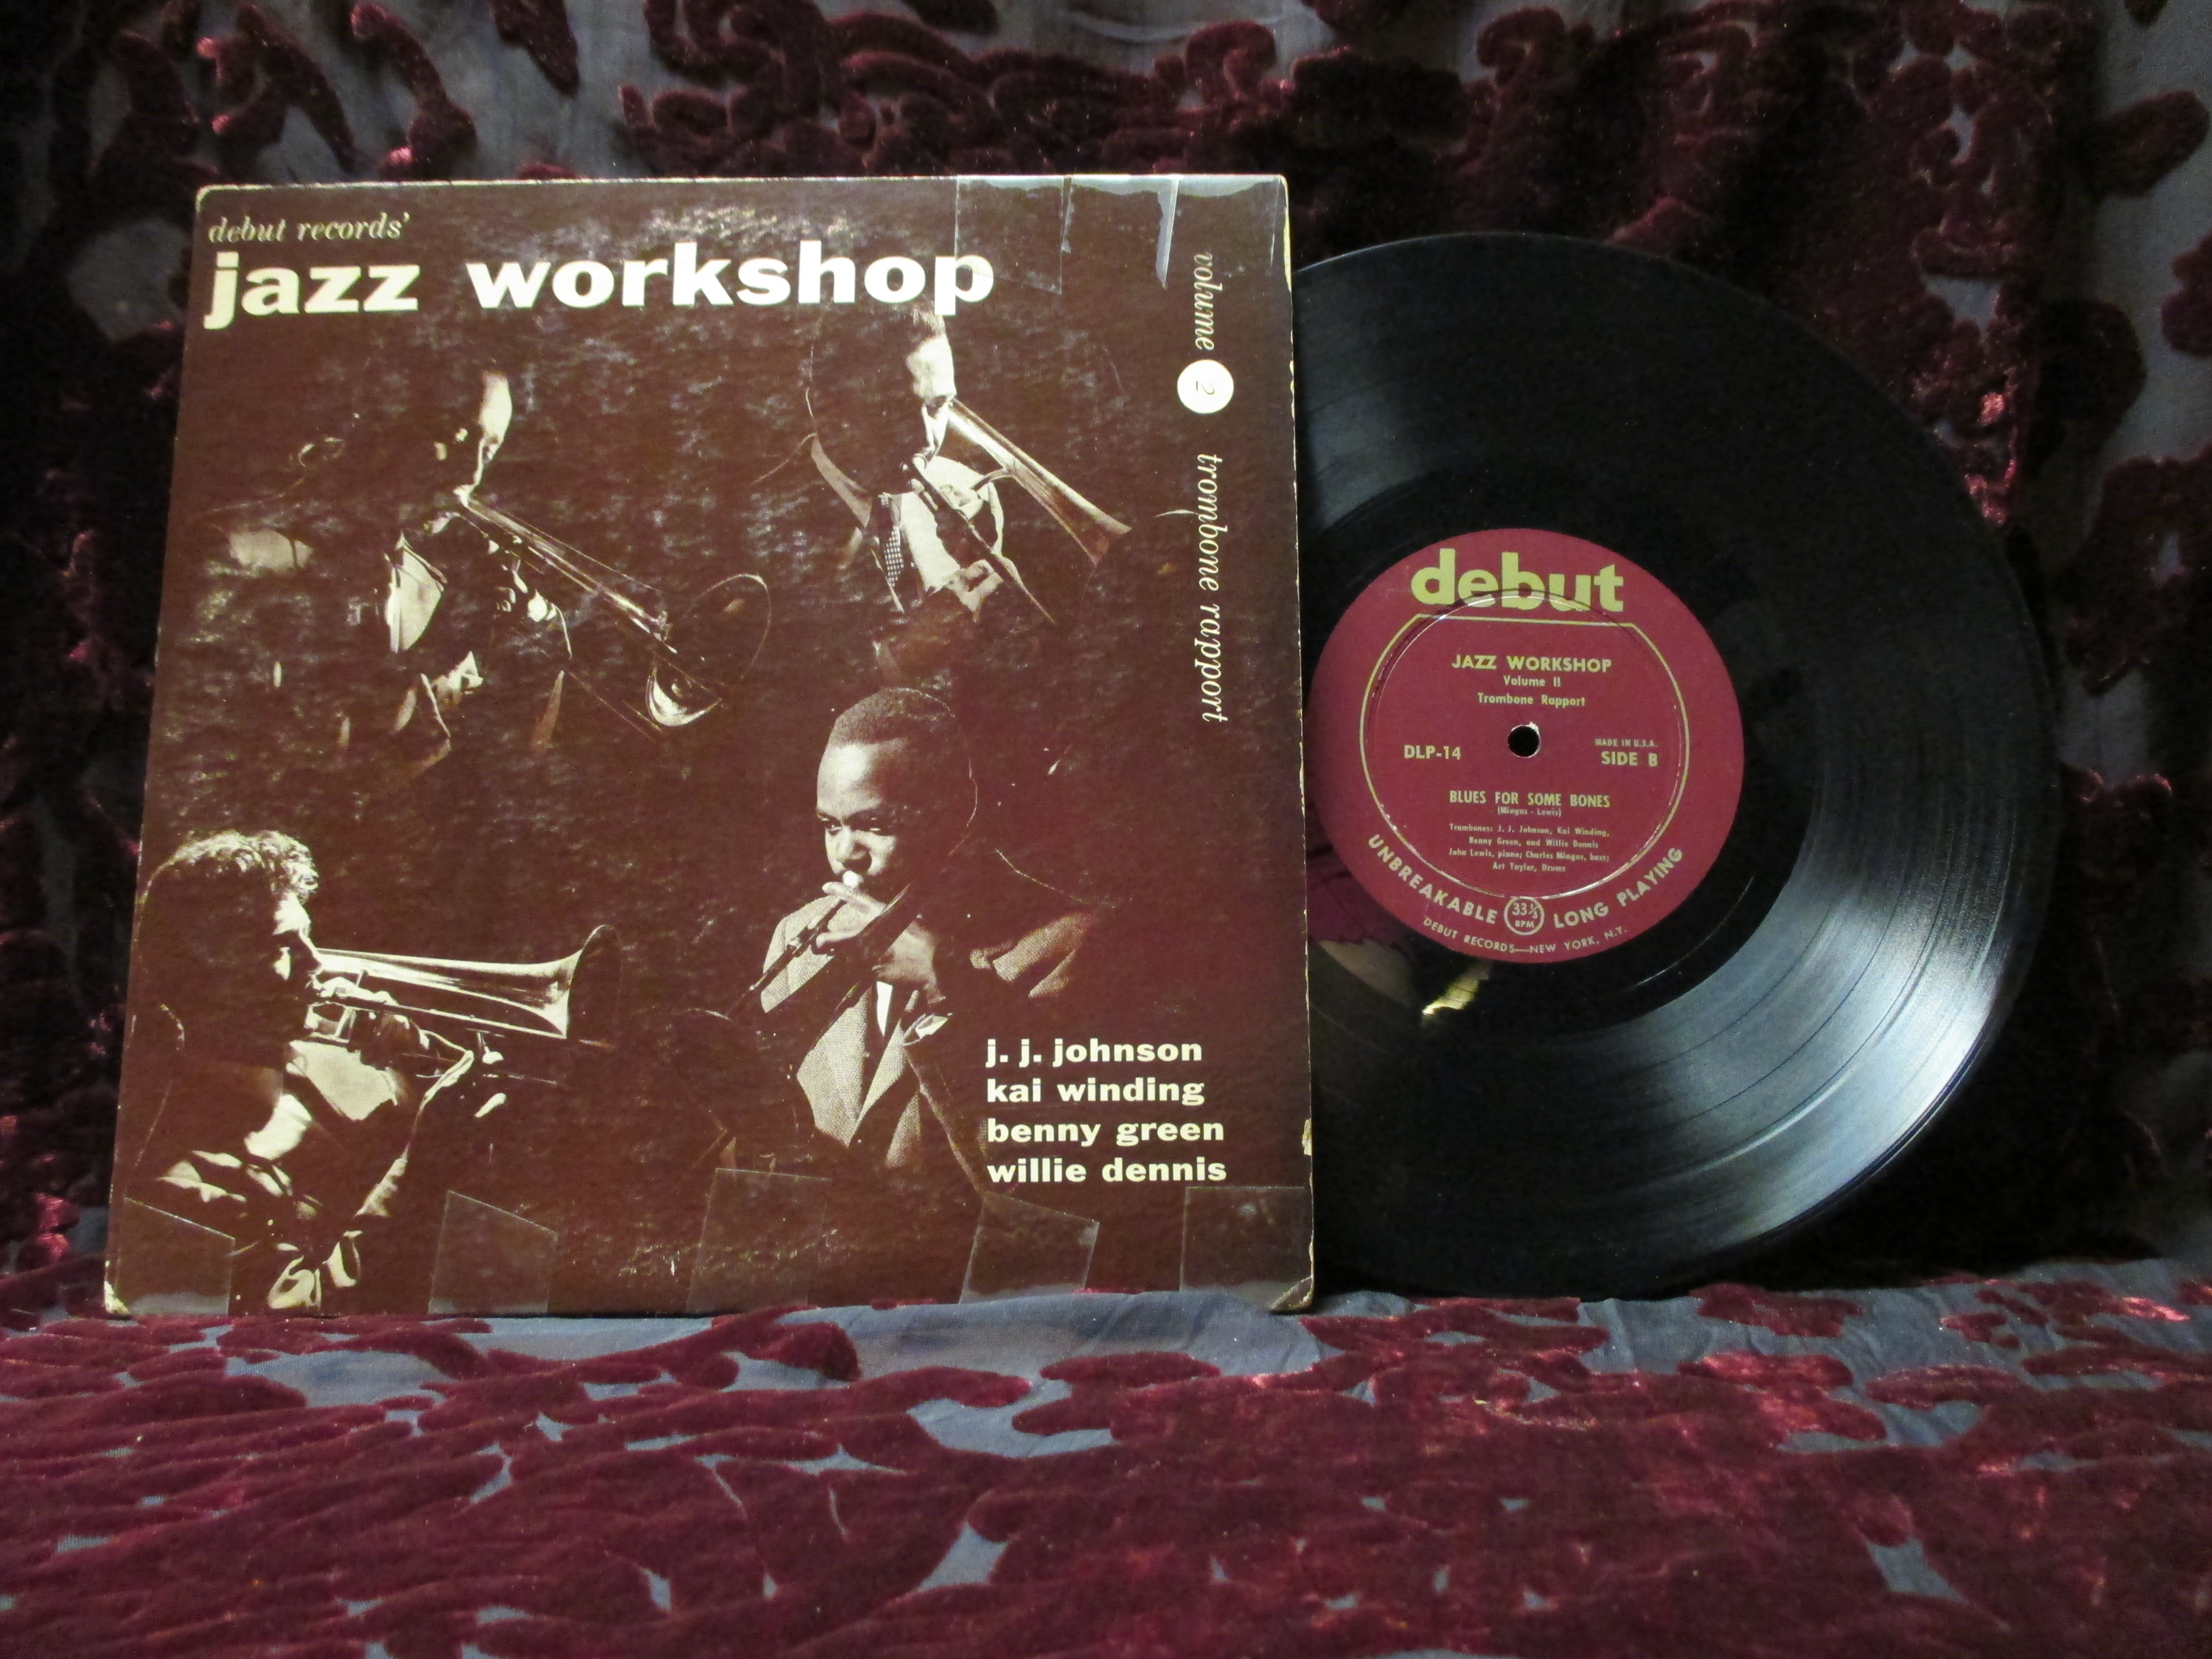 debut records'
jazz workshop
volume 2 trombone rapport
j. j. johnson
kai winding
benny green
willie dennis
debut
JAZZ WORKSHOP
Volume II
Trombone Rapport
DLP-14
MADE IN U.S.A.
SIDE B
BLUES FOR SOME BONES
(Mingus - Lewis)
Trombones: J. J. Johnson, Kai Winding,
Benny Green, and Willie Dennis
John Lewis, piano; Charles Mingus, bass;
Art Taylor, Drums
UNBREAKABLE 33⅓ RPM LONG PLAYING
DEBUT RECORDS—NEW YORK, N.Y.